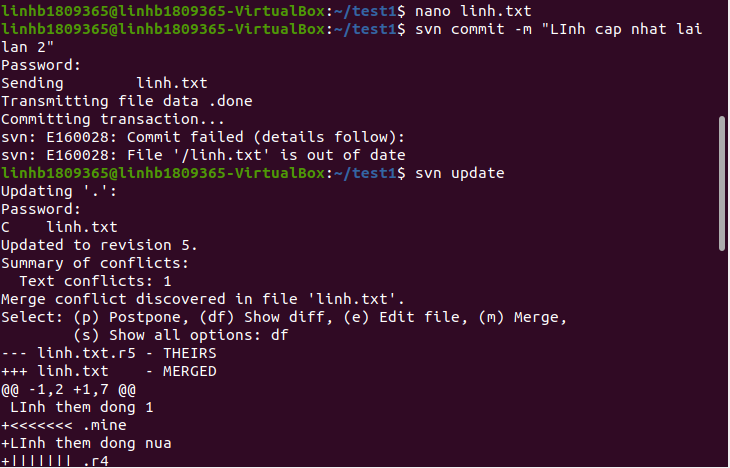 linhb1809365@linhb1809365-VirtualBox:~/test1$ nano linh.txt
linhb1809365@linhb1809365-VirtualBox:~/test1$ svn commit -m "LInh cap nhat lai
lan 2"
Password:
Sending        linh.txt
Transmitting file data .done
Committing transaction...
svn: E160028: Commit failed (details follow):
svn: E160028: File '/linh.txt' is out of date
linhb1809365@linhb1809365-VirtualBox:~/test1$ svn update
Updating '.':
Password:
C    linh.txt
Updated to revision 5.
Summary of conflicts:
  Text conflicts: 1
Merge conflict discovered in file 'linh.txt'.
Select: (p) Postpone, (df) Show diff, (e) Edit file, (m) Merge,
        (s) Show all options: df
--- linh.txt.r5 - THEIRS
+++ linh.txt    - MERGED
@@ -1,2 +1,7 @@
 LInh them dong 1
+<<<<<<< .mine
+LInh them dong nua
+||||||| .r4